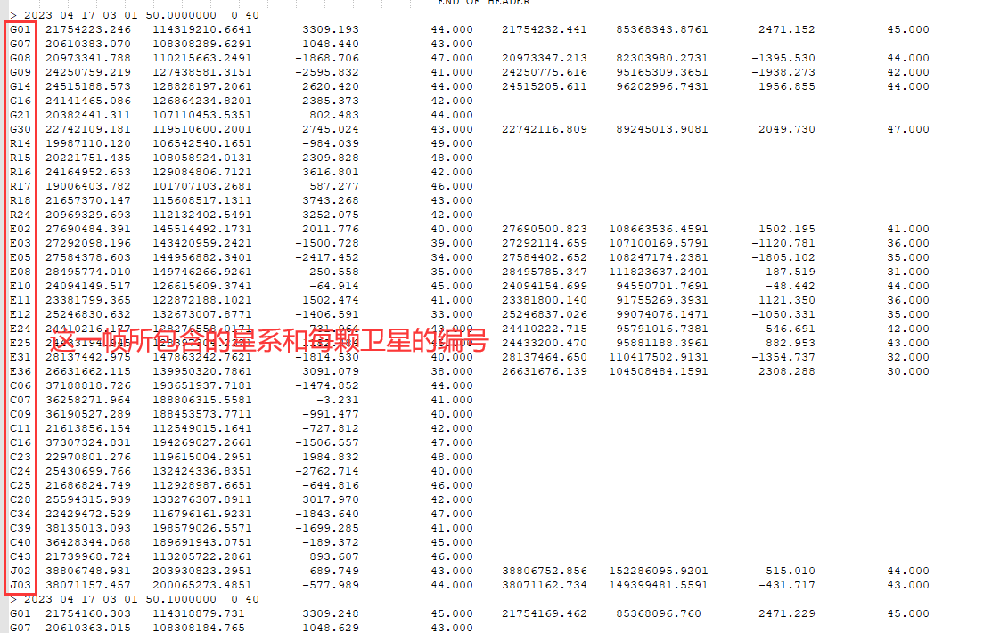 END OF HEADER
> 2023 04 17 03 01 50.0000000  0 40
G01  21754223.246   114319210.6641       3309.193          44.000    21754232.441    85368343.8761       2471.152          45.000
G07  20610383.070   108308289.6291       1048.440          43.000
G08  20973341.788   110215663.2491      -1868.706          47.000    20973347.213    82303980.2731      -1395.530          44.000
G09  24250759.219   127438581.3151      -2595.832          41.000    24250775.616    95165309.3651      -1938.273          42.000
G14  24515188.573   128828197.2061       2620.420          44.000    24515205.611    96202996.7431       1956.855          44.000
G16  24141465.086   126864234.8201      -2385.373          42.000
G21  20382441.311   107110453.5351        802.483          44.000
G30  22742109.181   119510600.2001       2745.024          43.000    22742116.809    89245013.9081       2049.730          47.000
R14  19987110.120   106542540.1651       -984.039          49.000
R15  20221751.435   108058924.0131       2309.828          48.000
R16  24164952.653   129084806.7121       3616.801          42.000
R17  19006403.782   101707103.2681        587.277          46.000
R18  21657370.147   115608517.1311       3743.268          43.000
R24  20969329.693   112132402.5491      -3252.075          42.000
E02  27690484.391   145514492.1731       2011.776          40.000    27690500.823   108663536.4591       1502.195          41.000
E03  27292098.196   143420959.2421      -1500.728          39.000    27292114.659   107100169.5791      -1120.781          36.000
E05  27584378.603   144956882.3401      -2417.452          34.000    27584402.652   108247174.2381      -1805.102          35.000
E08  28495774.010   149746266.9261        250.558          35.000    28495785.347   111823637.2401        187.519          31.000
E10  24094149.517   126615609.3741        -64.914          45.000    24094154.699    94550701.7691        -48.442          44.000
E11  23381799.365   122872188.1021       1502.474          41.000    23381800.140    91755269.3931       1121.350          36.000
E12  25246830.632   132673007.8771      -1406.591          33.000    25246837.026    99074076.1471      -1050.331          35.000
E24  24410216.177   128276558.0171       -731.964          43.000    24410222.715    95791016.7381       -546.691          42.000
这一帧所包含的星系和每颗卫星的编号
E25    24433200.470    95881188.3961        882.953          43.000
E31  28137442.975   147863242.7621      -1814.530          40.000    28137464.650   110417502.9131      -1354.737          32.000
E36  26631662.115   139950320.7861       3091.079          38.000    26631676.139   104508484.1591       2308.288          30.000
C06  37188818.726   193651937.7181      -1474.852          44.000
C07  36258271.964   188806315.5581         -3.231          41.000
C09  36190527.289   188453573.7711       -991.477          40.000
C11  21613856.154   112549015.1641       -727.812          42.000
C16  37307324.831   194269027.2661      -1506.557          47.000
C23  22970801.276   119615004.2951       1984.832          48.000
C24  25430699.766   132424336.8351      -2762.714          40.000
C25  21686824.749   112928987.6651       -644.816          46.000
C28  25594315.939   133276307.8911       3017.970          42.000
C34  22429472.529   116796161.9231      -1843.640          47.000
C39  38135013.093   198579026.5571      -1699.285          41.000
C40  36428344.068   189691943.0751       -189.372          45.000
C43  21739968.724   113205722.2861        893.607          46.000
J02  38806748.931   203930823.2951        689.749          43.000    38806752.856   152286095.9201        515.010          44.000
J03  38071157.457   200065273.4851       -577.989          44.000    38071162.734   149399481.5591       -431.717          43.000
> 2023 04 17 03 01 50.1000000  0 40
G01  21754160.303   114318879.731        3309.248          45.000    21754169.462    85368096.760        2471.229          45.000
G07  20610363.015   108308184.765        1048.629          43.000